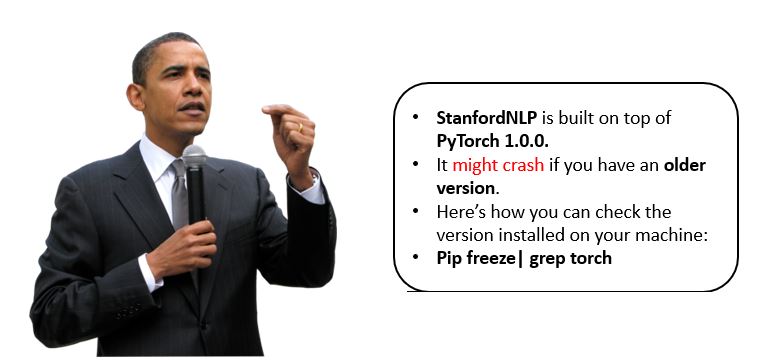 • StanfordNLP is built on top of
PyTorch 1.0.0.
• It might crash if you have an older
version.
• Here’s how you can check the
version installed on your machine:
• Pip freeze| grep torch